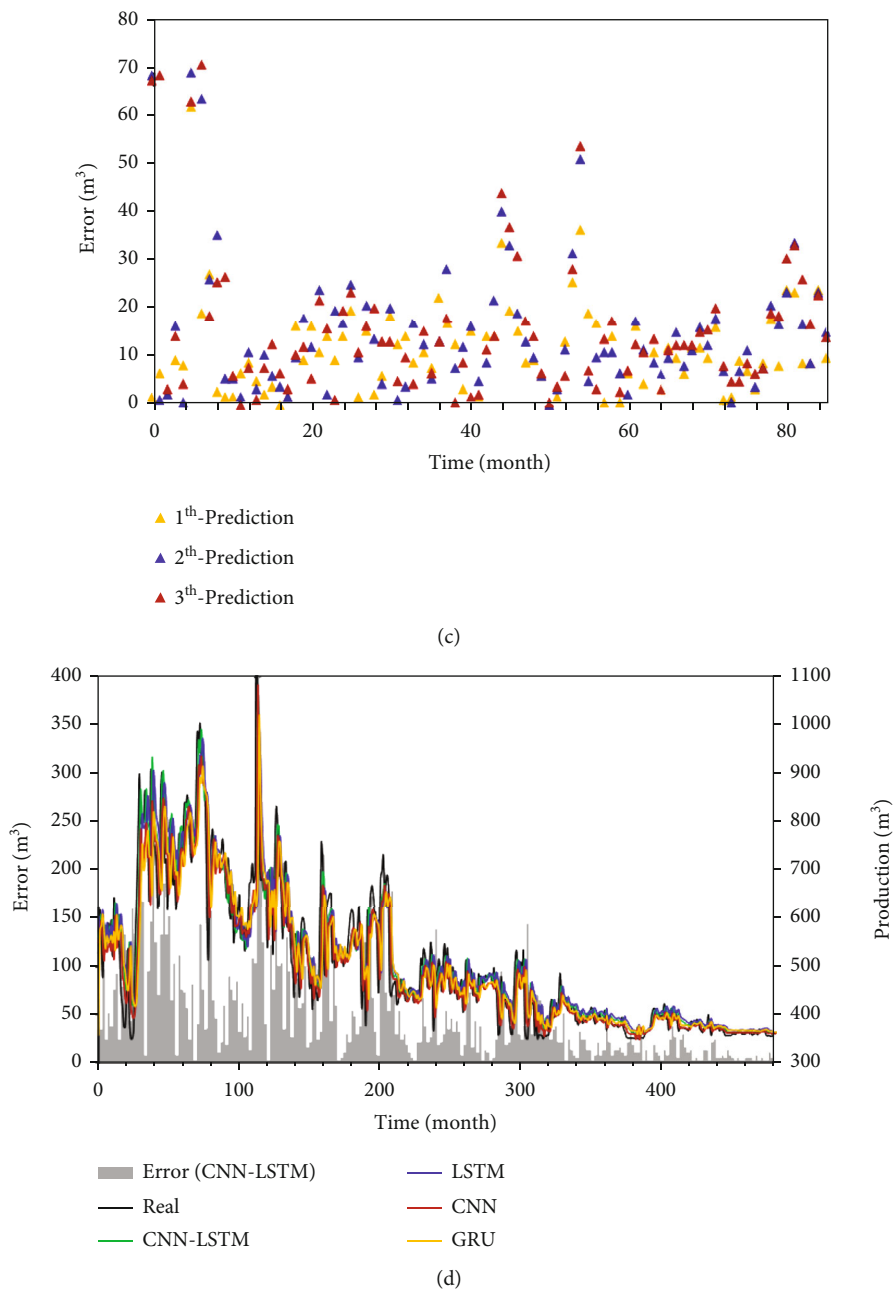 80
70
60
50
40
30
20
10
0
Error (m³)
0 20 40 60 80
Time (month)
1ᵗʰ-Prediction
2ᵗʰ-Prediction
3ᵗʰ-Prediction
(c)
400
350
300
250
200
150
100
50
0
Error (m³)
1100
1000
900
800
700
600
500
400
300
Production (m³)
0 100 200 300 400
Time (month)
Error (CNN-LSTM)
Real
CNN-LSTM
LSTM
CNN
GRU
(d)